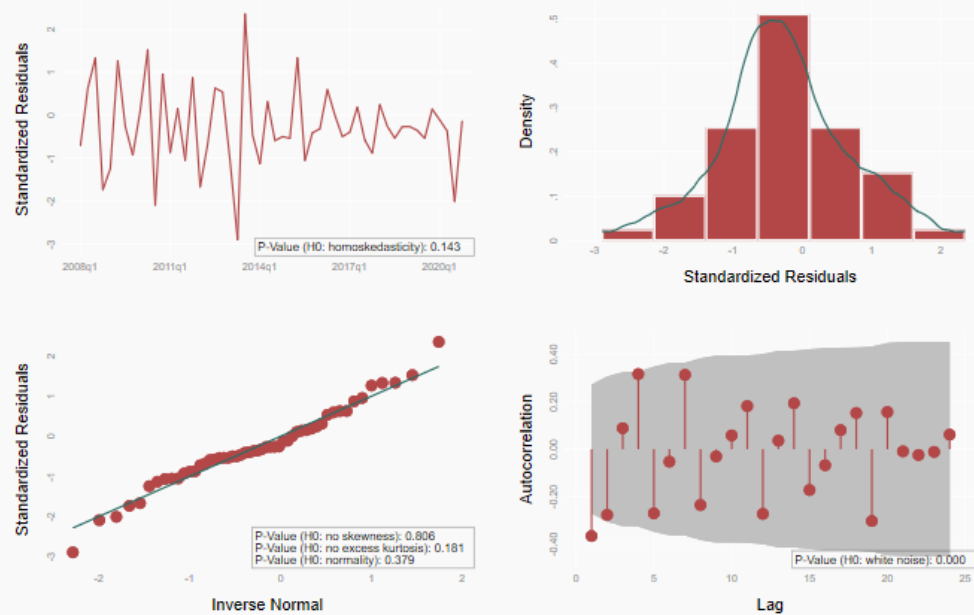 Standardized Residuals
2
1
0
-1
-2
-3
P-Value (H0: homoskedasticity): 0.143
2008q1 2011q1 2014q1 2017q1 2020q1
Density
.5
.4
.3
.2
.1
0
-3 -2 -1 0 1 2
Standardized Residuals
Standardized Residuals
2
1
0
-1
-2
-3
P-Value (H0: no skewness): 0.806
P-Value (H0: no excess kurtosis): 0.181
P-Value (H0: normality): 0.379
-2 -1 0 1 2
Inverse Normal
Autocorrelation
0.40
0.20
0.00
-0.20
-0.40
P-Value (H0: white noise): 0.000
0 5 10 15 20 25
Lag